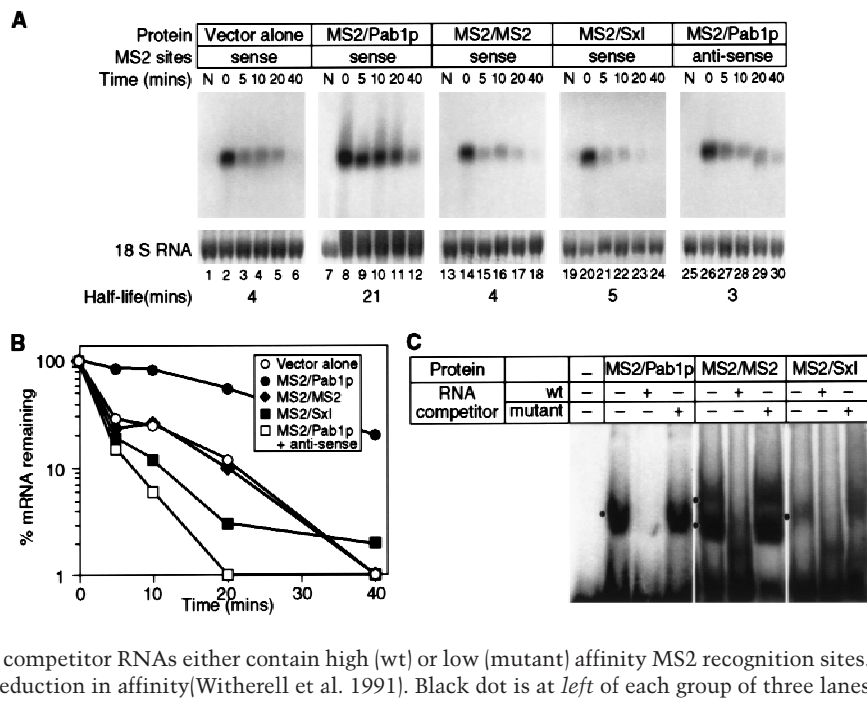 A
Protein Vector alone MS2/Pab1p MS2/MS2 MS2/Sxl MS2/Pab1p
MS2 sites sense sense sense sense anti-sense
Time (mins) N 0 5 10 20 40 N 0 5 10 20 40 N 0 5 10 20 40 N 0 5 10 20 40 N 0 5 10 20 40
18 S RNA
1 2 3 4 5 6 7 8 9 10 11 12 13 14 15 16 17 18 19 20 21 22 23 24 25 26 27 28 29 30
Half-life(mins) 4 21 4 5 3
B
% mRNA remaining
100
10
1
0 10 20 30 40
Time (mins)
Vector alone
MS2/Pab1p
MS2/MS2
MS2/Sxl
MS2/Pab1p
+ anti-sense
C
Protein – MS2/Pab1p MS2/MS2 MS2/Sxl
RNA wt – – + – – + – – + –
competitor mutant – – – + – – + – – +
competitor RNAs either contain high (wt) or low (mutant) affinity MS2 recognition sites.
eduction in affinity(Witherell et al. 1991). Black dot is at left of each group of three lanes